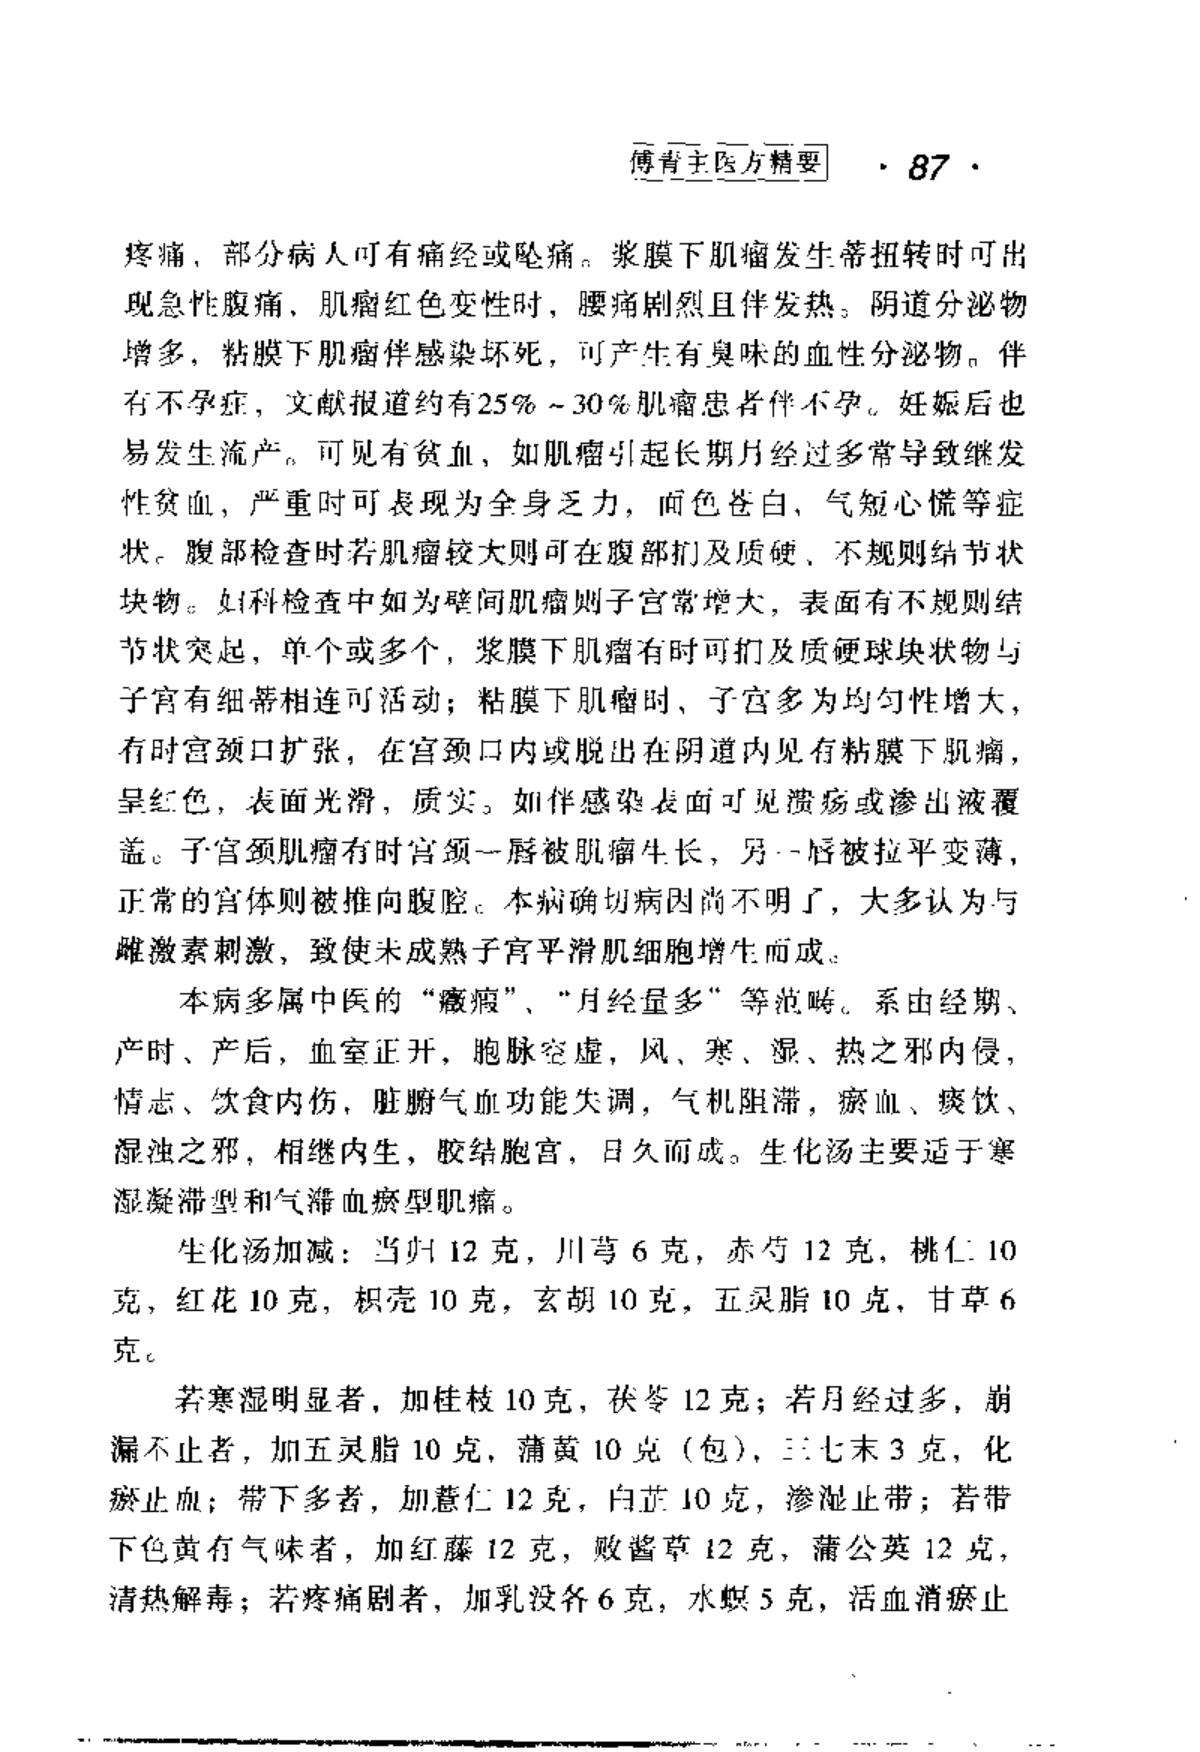 傅青主医方精要 · 87 ·
疼痛，部分病人可有痛经或坠痛。浆膜下肌瘤发生蒂扭转时可出
现急性腹痛，肌瘤红色变性时，腰痛剧烈且伴发热。阴道分泌物
增多，粘膜下肌瘤伴感染坏死，可产生有臭味的血性分泌物。伴
有不孕症，文献报道约有25%～30%肌瘤患者伴不孕。妊娠后也
易发生流产。可见有贫血，如肌瘤引起长期月经过多常导致继发
性贫血，严重时可表现为全身乏力，面色苍白、气短心慌等症
状。腹部检查时若肌瘤较大则可在腹部扪及质硬、不规则结节状
块物。妇科检查中如为壁间肌瘤则子宫常增大，表面有不规则结
节状突起，单个或多个，浆膜下肌瘤有时可扪及质硬球块状物与
子宫有细蒂相连可活动；粘膜下肌瘤时、子宫多为均匀性增大，
有时宫颈口扩张，在宫颈口内或脱出在阴道内见有粘膜下肌瘤，
呈红色，表面光滑，质实。如伴感染表面可见溃疡或渗出液覆
盖。子宫颈肌瘤有时宫颈一唇被肌瘤生长，另一唇被拉平变薄，
正常的宫体则被推向腹腔。本病确切病因尚不明了，大多认为与
雌激素刺激，致使未成熟子宫平滑肌细胞增生而成。
本病多属中医的“癥瘕”、“月经量多”等范畴。系由经期、
产时、产后，血室正开，胞脉空虚，风、寒、湿、热之邪内侵，
情志、饮食内伤，脏腑气血功能失调，气机阻滞，瘀血、痰饮、
湿浊之邪，相继内生，胶结胞宫，日久而成。生化汤主要适于寒
湿凝滞型和气滞血瘀型肌瘤。
生化汤加减：当归 12 克，川芎 6 克，赤芍 12 克，桃仁 10
克，红花 10 克，枳壳 10 克，玄胡 10 克，五灵脂 10 克，甘草 6
克。
若寒湿明显者，加桂枝 10 克，茯苓 12 克；若月经过多，崩
漏不止者，加五灵脂 10 克，蒲黄 10 克（包），三七末 3 克，化
瘀止血；带下多者，加薏仁 12 克，白芷 10 克，渗湿止带；若带
下色黄有气味者，加红藤 12 克，败酱草 12 克，蒲公英 12 克，
清热解毒；若疼痛剧者，加乳没各 6 克，水蛭 5 克，活血消瘀止